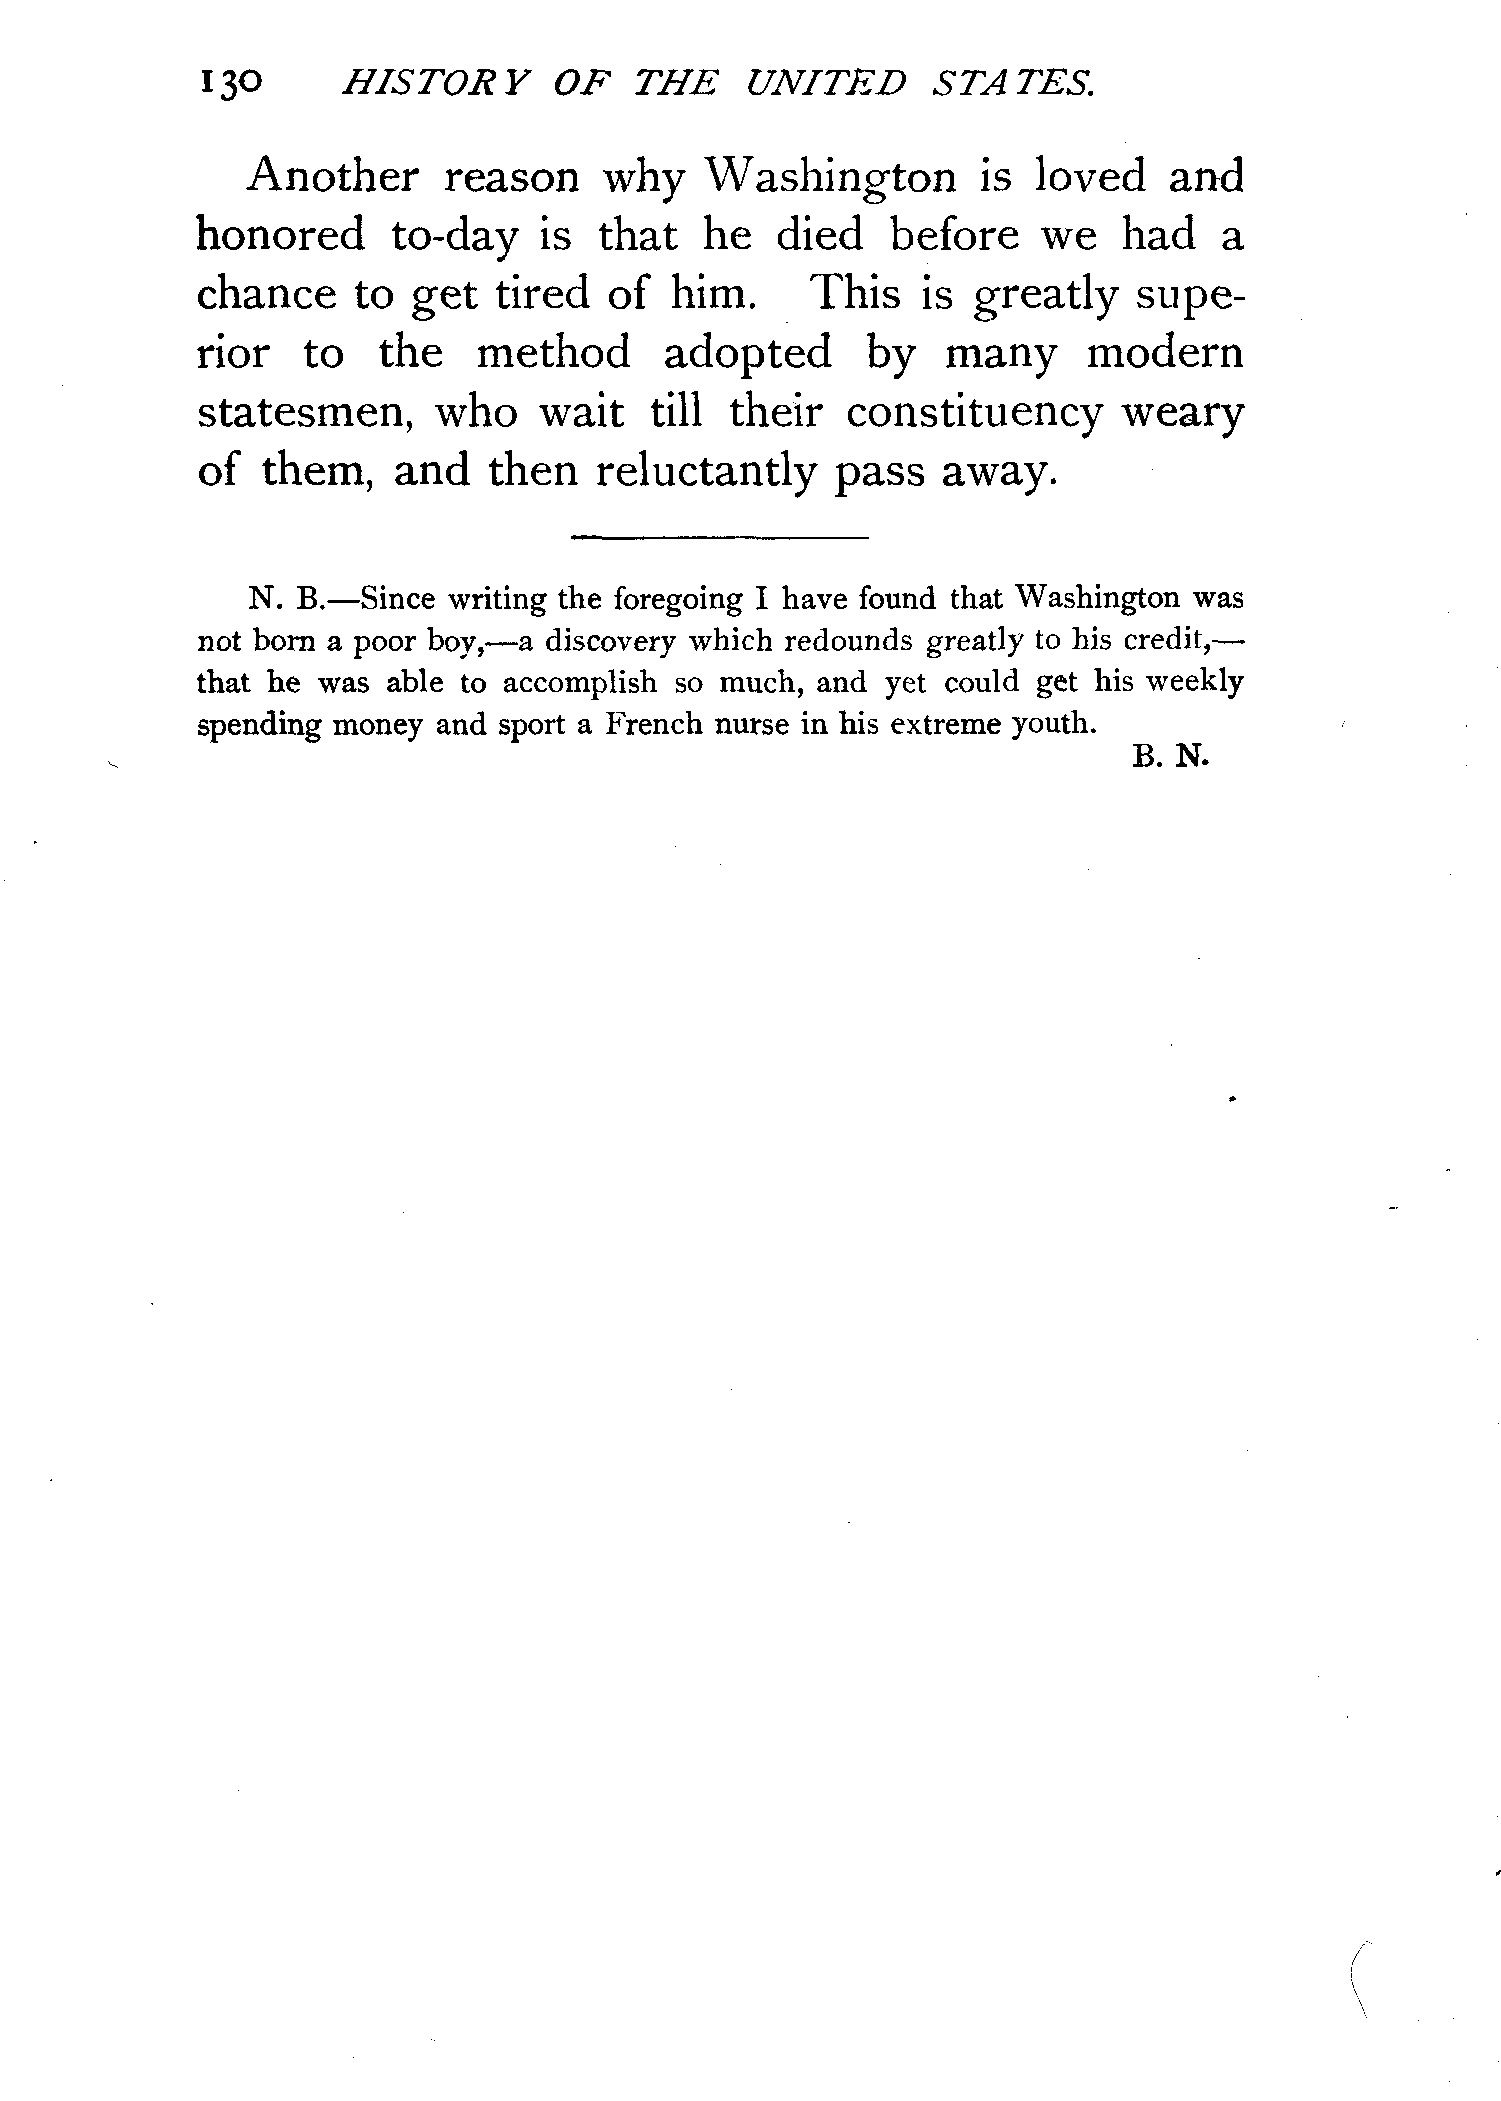 130 HISTORY OF THE UNITED STATES.
Another reason why Washington is loved and
honored to-day is that he died before we had a
chance to get tired of him. This is greatly supe-
rior to the method adopted by many modern
statesmen, who wait till their constituency weary
of them, and then reluctantly pass away.
N. B.—Since writing the foregoing I have found that Washington was
not born a poor boy,—a discovery which redounds greatly to his credit,—
that he was able to accomplish so much, and yet could get his weekly
spending money and sport a French nurse in his extreme youth.
B. N.